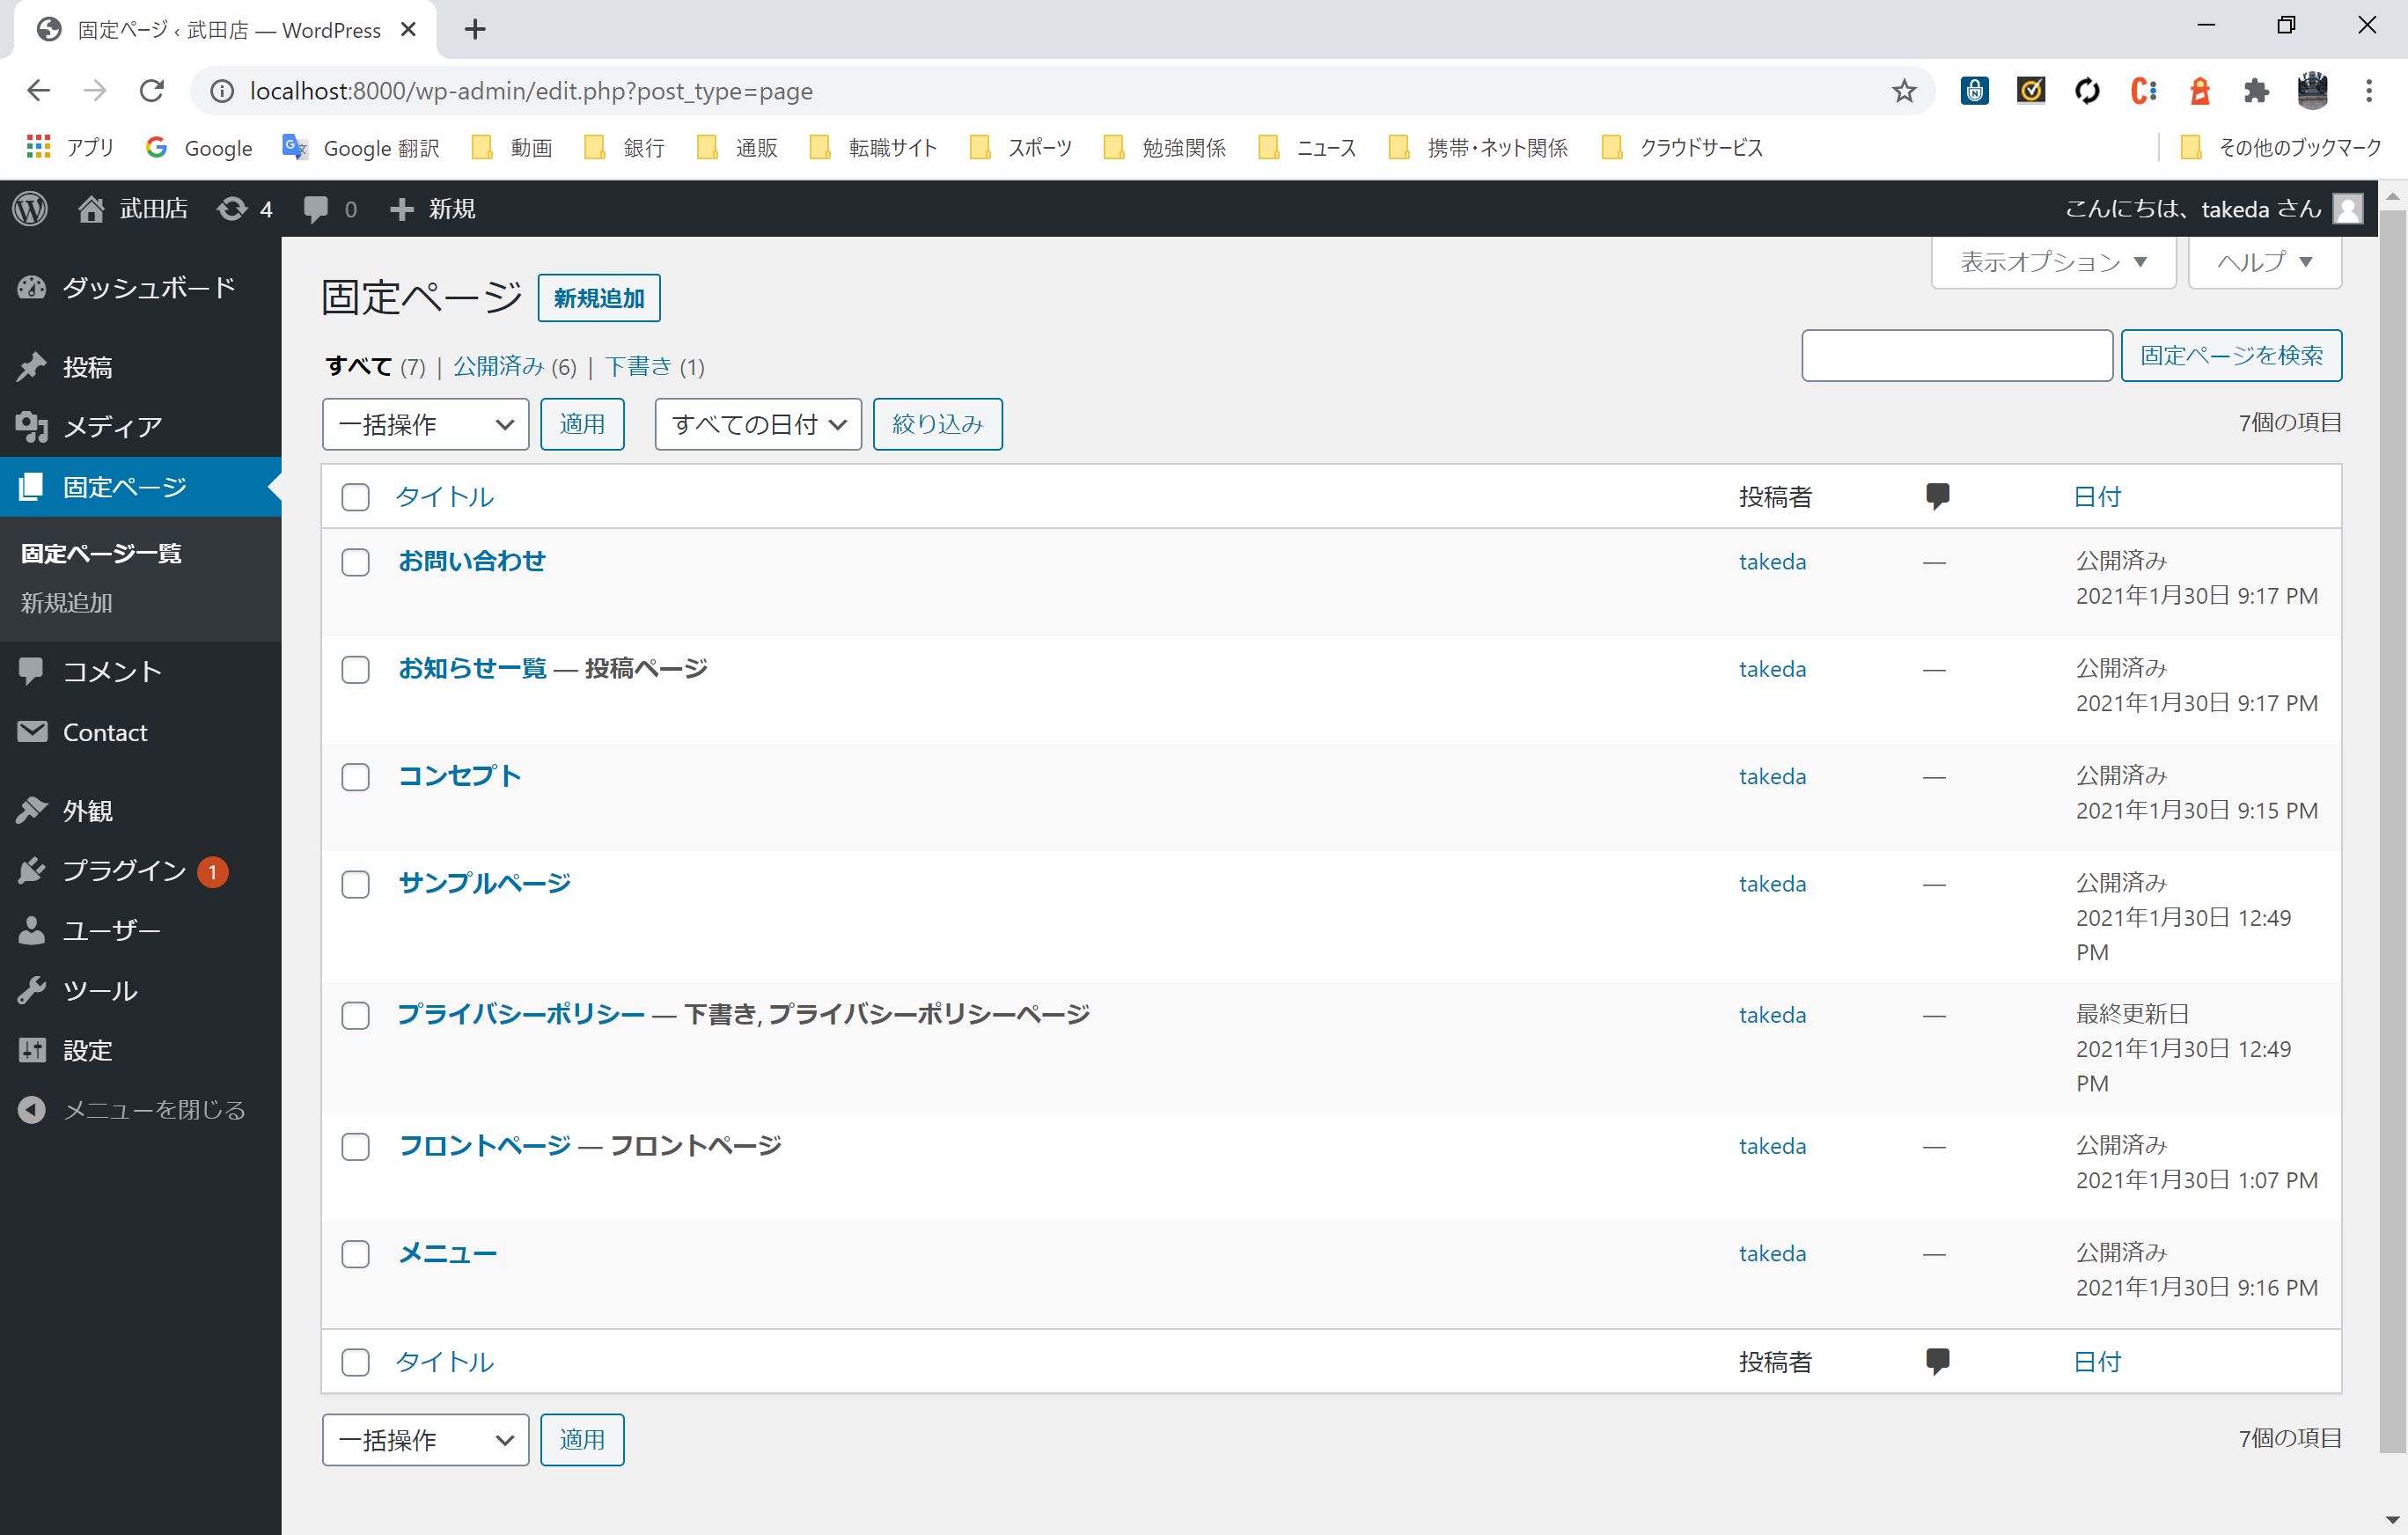 固定ページ ‹ 武田店 — WordPress
localhost:8000/wp-admin/edit.php?post_type=page
アプリ Google Google 翻訳 動画 銀行 通販 転職サイト スポーツ 勉強関係 ニュース 携帯・ネット関係 クラウドサービス その他のブックマーク
武田店 4 0 新規 こんにちは、takeda さん
ダッシュボード
投稿
メディア
固定ページ
固定ページ一覧
新規追加
コメント
Contact
外観
プラグイン 1
ユーザー
ツール
設定
メニューを閉じる
表示オプション ▼ ヘルプ ▼
固定ページ 新規追加
すべて (7) | 公開済み (6) | 下書き (1)
固定ページを検索
一括操作 適用 すべての日付 絞り込み 7個の項目
タイトル 投稿者 日付
お問い合わせ takeda — 公開済み
2021年1月30日 9:17 PM
お知らせ一覧 — 投稿ページ takeda — 公開済み
2021年1月30日 9:17 PM
コンセプト takeda — 公開済み
2021年1月30日 9:15 PM
サンプルページ takeda — 公開済み
2021年1月30日 12:49
PM
プライバシーポリシー — 下書き, プライバシーポリシーページ takeda — 最終更新日
2021年1月30日 12:49
PM
フロントページ — フロントページ takeda — 公開済み
2021年1月30日 1:07 PM
メニュー takeda — 公開済み
2021年1月30日 9:16 PM
タイトル 投稿者 日付
一括操作 適用 7個の項目